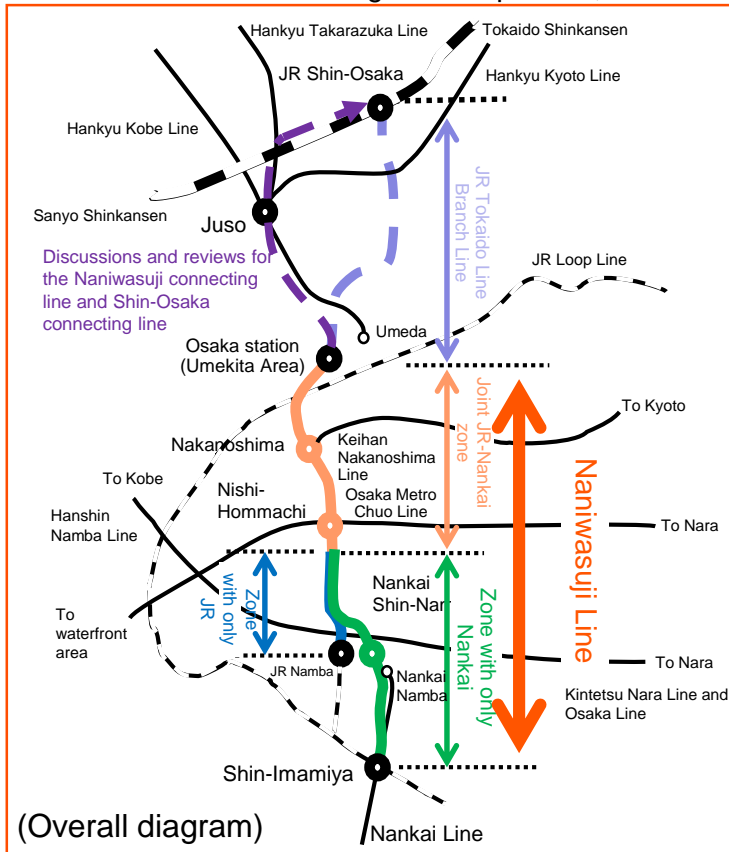 Hankyu Takarazuka Line
Tokaido Shinkansen
JR Shin-Osaka
Hankyu Kyoto Line
Hankyu Kobe Line
Sanyo Shinkansen
Juso
JR Tokaido Line
Branch Line
Discussions and reviews for
the Naniwasuji connecting
line and Shin-Osaka
connecting line
JR Loop Line
Umeda
Osaka station
(Umekita Area)
Joint JR-Nankai
zone
To Kyoto
Nakanoshima
Keihan
Nakanoshima
Line
To Kobe
Nishi-
Hommachi
Osaka Metro
Chuo Line
Hanshin
Namba Line
To Nara
Naniwasuji Line
Zone
with only
JR
Nankai
Zone with only
Nankai
To
waterfront
area
JR Namba
Nankai
Namba
To Nara
Kintetsu Nara Line and
Osaka Line
Shin-Imamiya
(Overall diagram)
Nankai Line